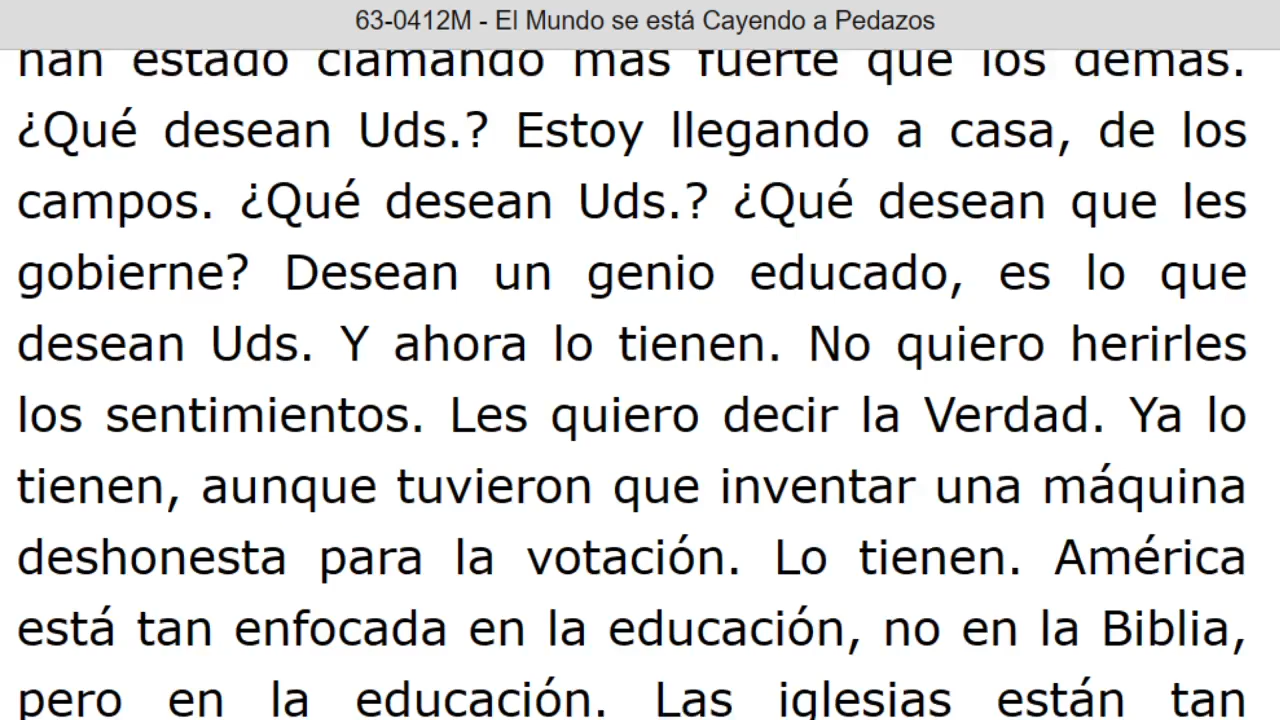 63-0412M - El Mundo se está Cayendo a Pedazos
han estado clamando más fuerte que los demás.
¿Qué desean Uds.? Estoy llegando a casa, de los
campos. ¿Qué desean Uds.? ¿Qué desean que les
gobierne? Desean un genio educado, es lo que
desean Uds. Y ahora lo tienen. No quiero herirles
los sentimientos. Les quiero decir la Verdad. Ya lo
tienen, aunque tuvieron que inventar una máquina
deshonesta para la votación. Lo tienen. América
está tan enfocada en la educación, no en la Biblia,
pero en la educación. Las iglesias están tan